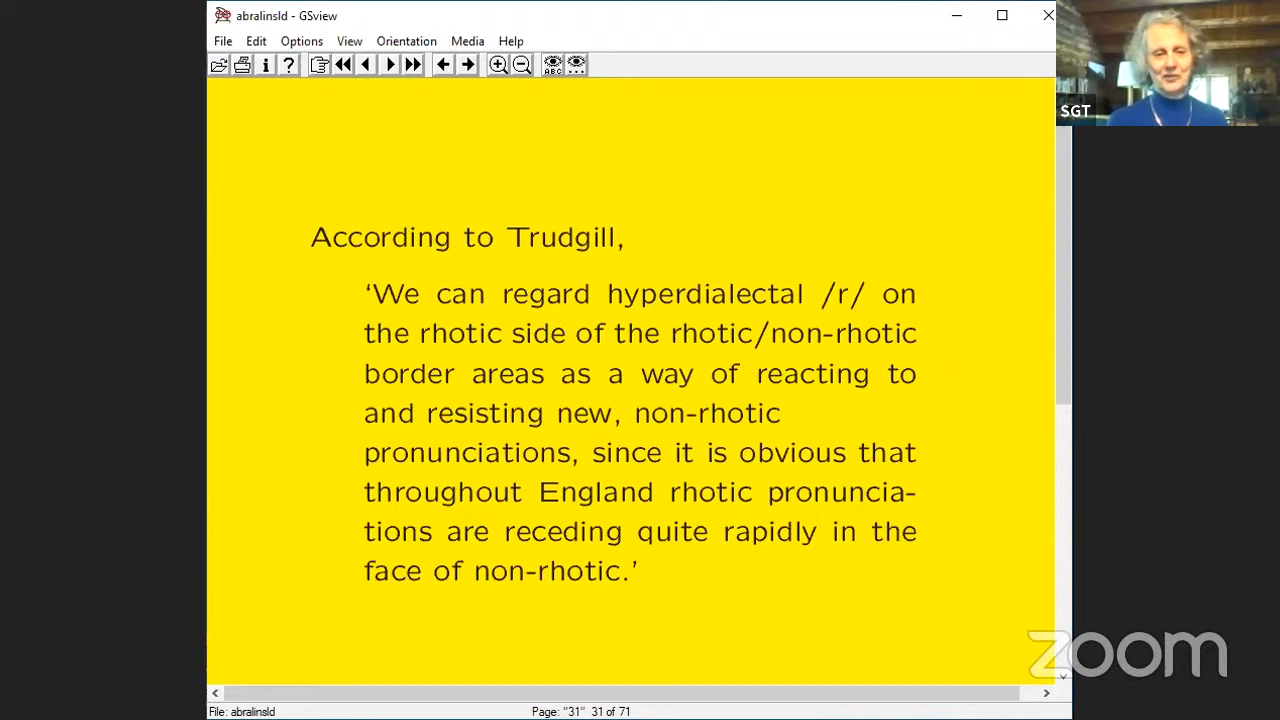 abralinsld - GSview
File Edit Options View Orientation Media Help
ABC
SGT
According to Trudgill,
‘We can regard hyperdialectal /r/ on
the rhotic side of the rhotic/non-rhotic
border areas as a way of reacting to
and resisting new, non-rhotic
pronunciations, since it is obvious that
throughout England rhotic pronuncia-
tions are receding quite rapidly in the
face of non-rhotic.’
zoom
File: abralinsld Page: "31" 31 of 71